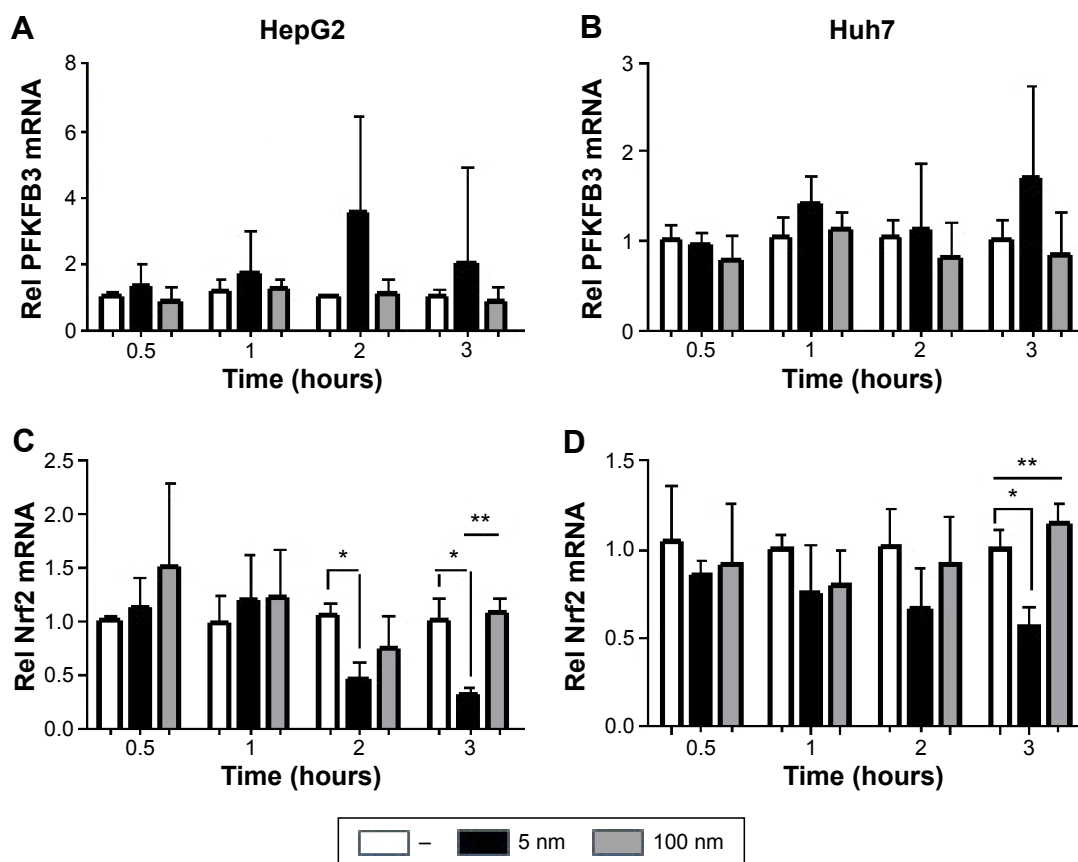 A
HepG2
Rel PFKFB3 mRNA
8
6
4
2
0
0.5 1 2 3
Time (hours)
B
Huh7
Rel PFKFB3 mRNA
3
2
1
0
0.5 1 2 3
Time (hours)
C
Rel Nrf2 mRNA
2.5
2.0
1.5
1.0
0.5
0.0
* * **
0.5 1 2 3
Time (hours)
D
Rel Nrf2 mRNA
1.5
1.0
0.5
0.0
**
*
0.5 1 2 3
Time (hours)
– 5 nm 100 nm